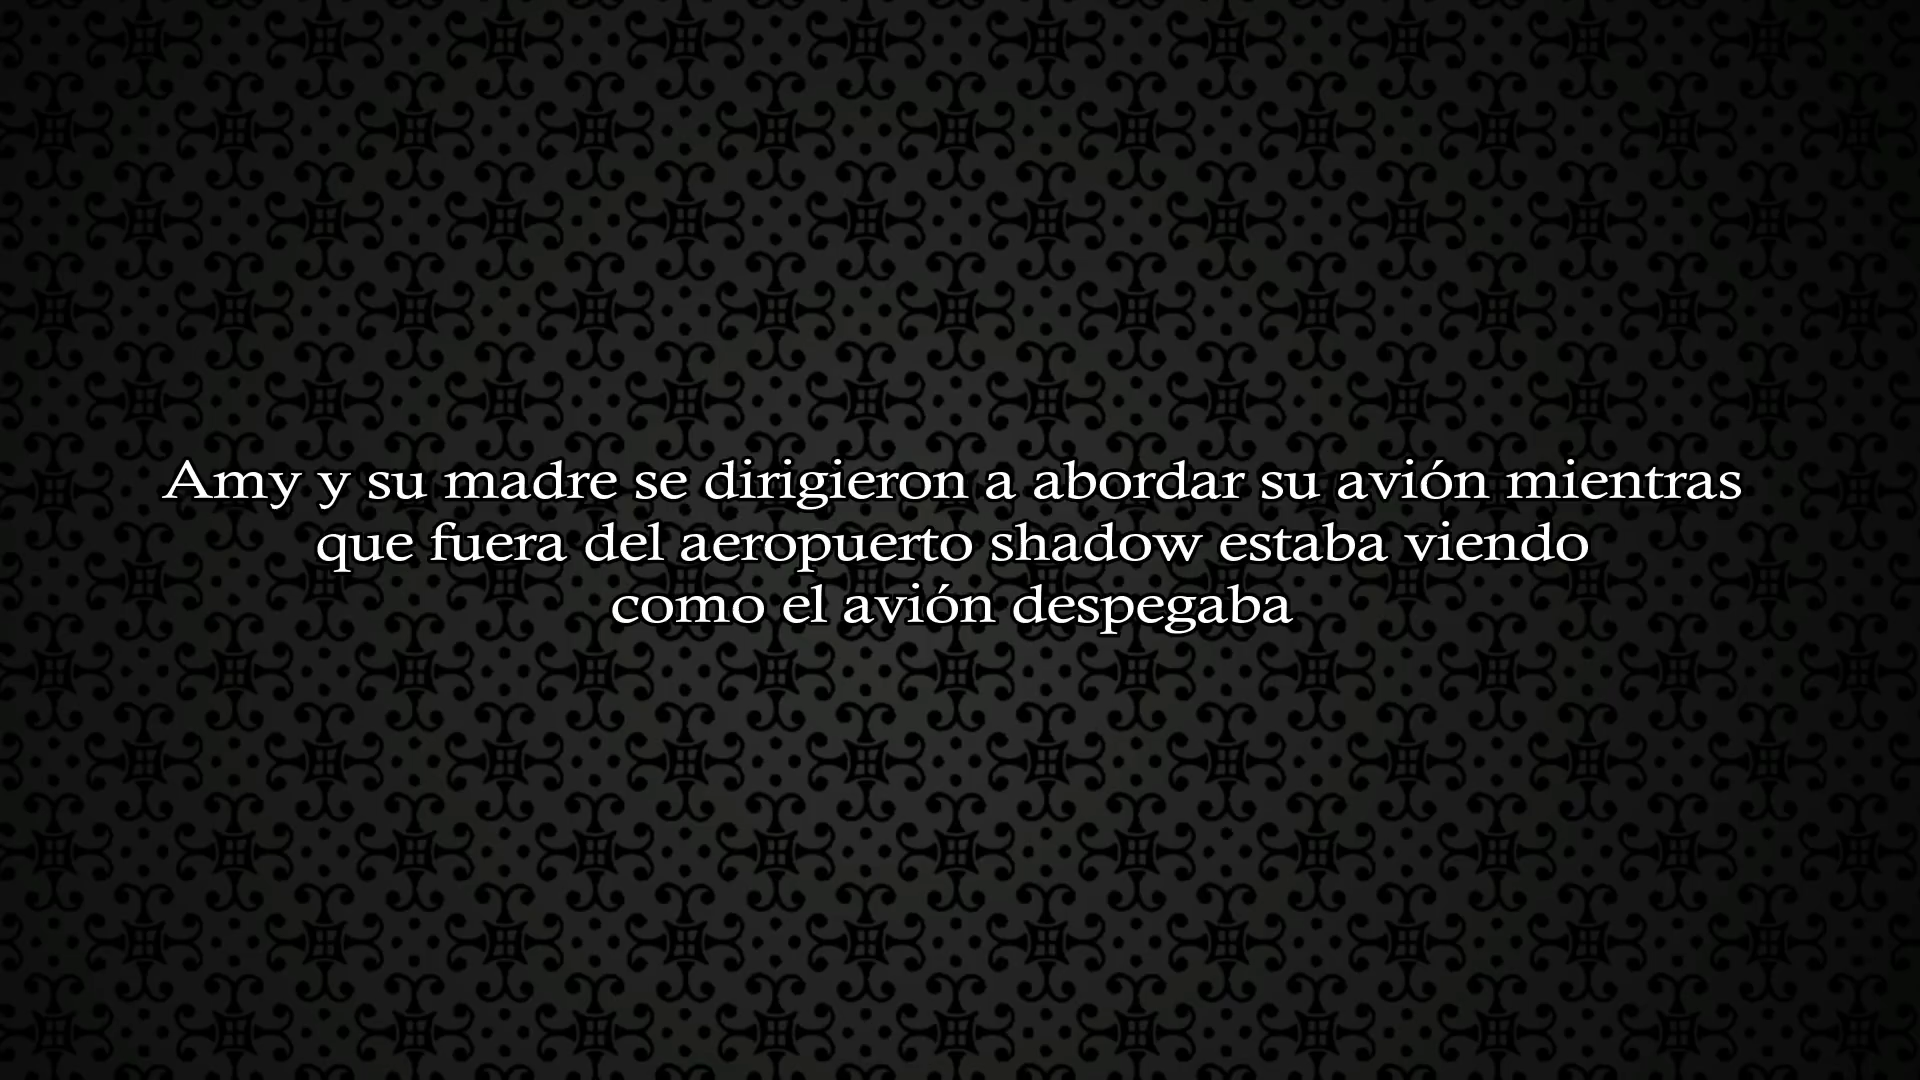 Amy y su madre se dirigieron a abordar su avión mientras
que fuera del aeropuerto shadow estaba viendo
como el avión despegaba